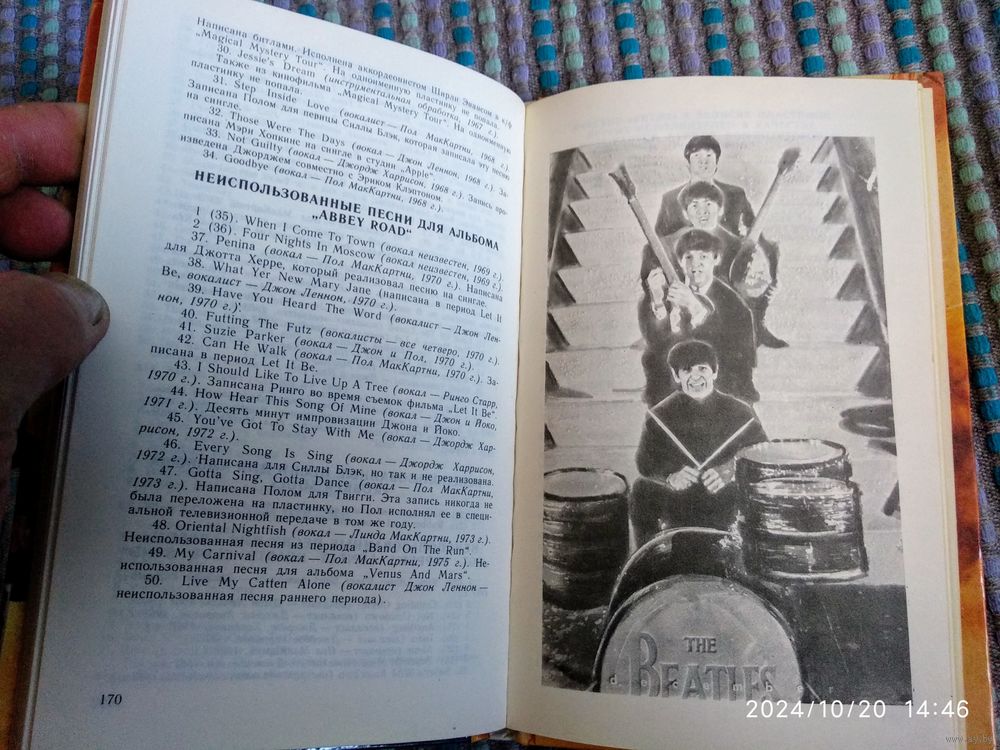 Написана битлами. Исполнена аккордеонистом Ширли Эвансом в к/ф
„Magical Mystery Tour“. На одноименную пластинку не попала.
30. Jessie's Dream (инструментальная обработка, 1967 г.).
Также из кинофильма „Magical Mystery Tour“. На одноименную
пластинку не попала.
31. Step Inside Love (вокалист — Пол МакКартни, 1968 г.).
Записана Полом для певицы Силлы Блэк, которая записала эту песню
на сингле.
32. Those Were The Days (вокал — Джон Леннон, 1968 г.). За-
писана Мэри Хопкине на сингле в студии „Apple“.
33. Not Guilty (вокал — Джордж Харрисон, 1968 г.). Запись про-
изведена Джорджем совместно с Эриком Клэптоном.
34. Goodbye (вокал — Пол МакКартни, 1968 г.).
НЕИСПОЛЬЗОВАННЫЕ ПЕСНИ ДЛЯ АЛЬБОМА
„ABBEY ROAD“
1 (35). When I Come To Town (вокал неизвестен, 1969 г.).
2 (36). Four Nights In Moscow (вокал неизвестен, 1969 г.).
37. Penina (вокал — Пол МакКартни, 1970 г.). Написана
для Джотта Херре, который реализовал песню на сингле.
38. What Yer New Mary Jane (написана в период Let It
Be, вокалист — Джон Леннон, 1970 г.).
39. Have You Heard The Word (вокалист — Джон Лен-
нон, 1970 г.).
40. Futting The Futz (вокалисты — все четверо, 1970 г.).
41. Suzie Parker (вокал — Джон и Пол, 1970 г.).
42. Can He Walk (вокал — Пол МакКартни, 1970 г.). За-
писана в период Let It Be.
43. I Should Like To Live Up A Tree (вокал — Ринго Старр,
1970 г.). Записана Ринго во время съемок фильма „Let It Be“.
44. How Hear This Song Of Mine (вокал — Джон и Йоко,
1971 г.). Десять минут импровизации Джона и Йоко.
45. You've Got To Stay With Me (вокал — Джордж Хар-
рисон, 1972 г.).
46. Every Song Is Sing (вокал — Джордж Харрисон,
1972 г.). Написана для Силлы Блэк, но так и не реализована.
47. Gotta Sing, Gotta Dance (вокал — Пол МакКартни,
1973 г.). Написана Полом для Твигги. Эта запись никогда не
была переложена на пластинку, но Пол исполнял ее в специ-
альной телевизионной передаче в том же году.
48. Oriental Nightfish (вокал — Линда МакКартни, 1973 г.).
Неиспользованная песня из периода „Band On The Run“.
49. My Carnival (вокал — Пол МакКартни, 1975 г.). Не-
использованная песня для альбома „Venus And Mars“.
50. Live My Catten Alone (вокалист Джон Леннон —
неиспользованная песня раннего периода).
170
THE
BEATLES
2024/10/20 14:46